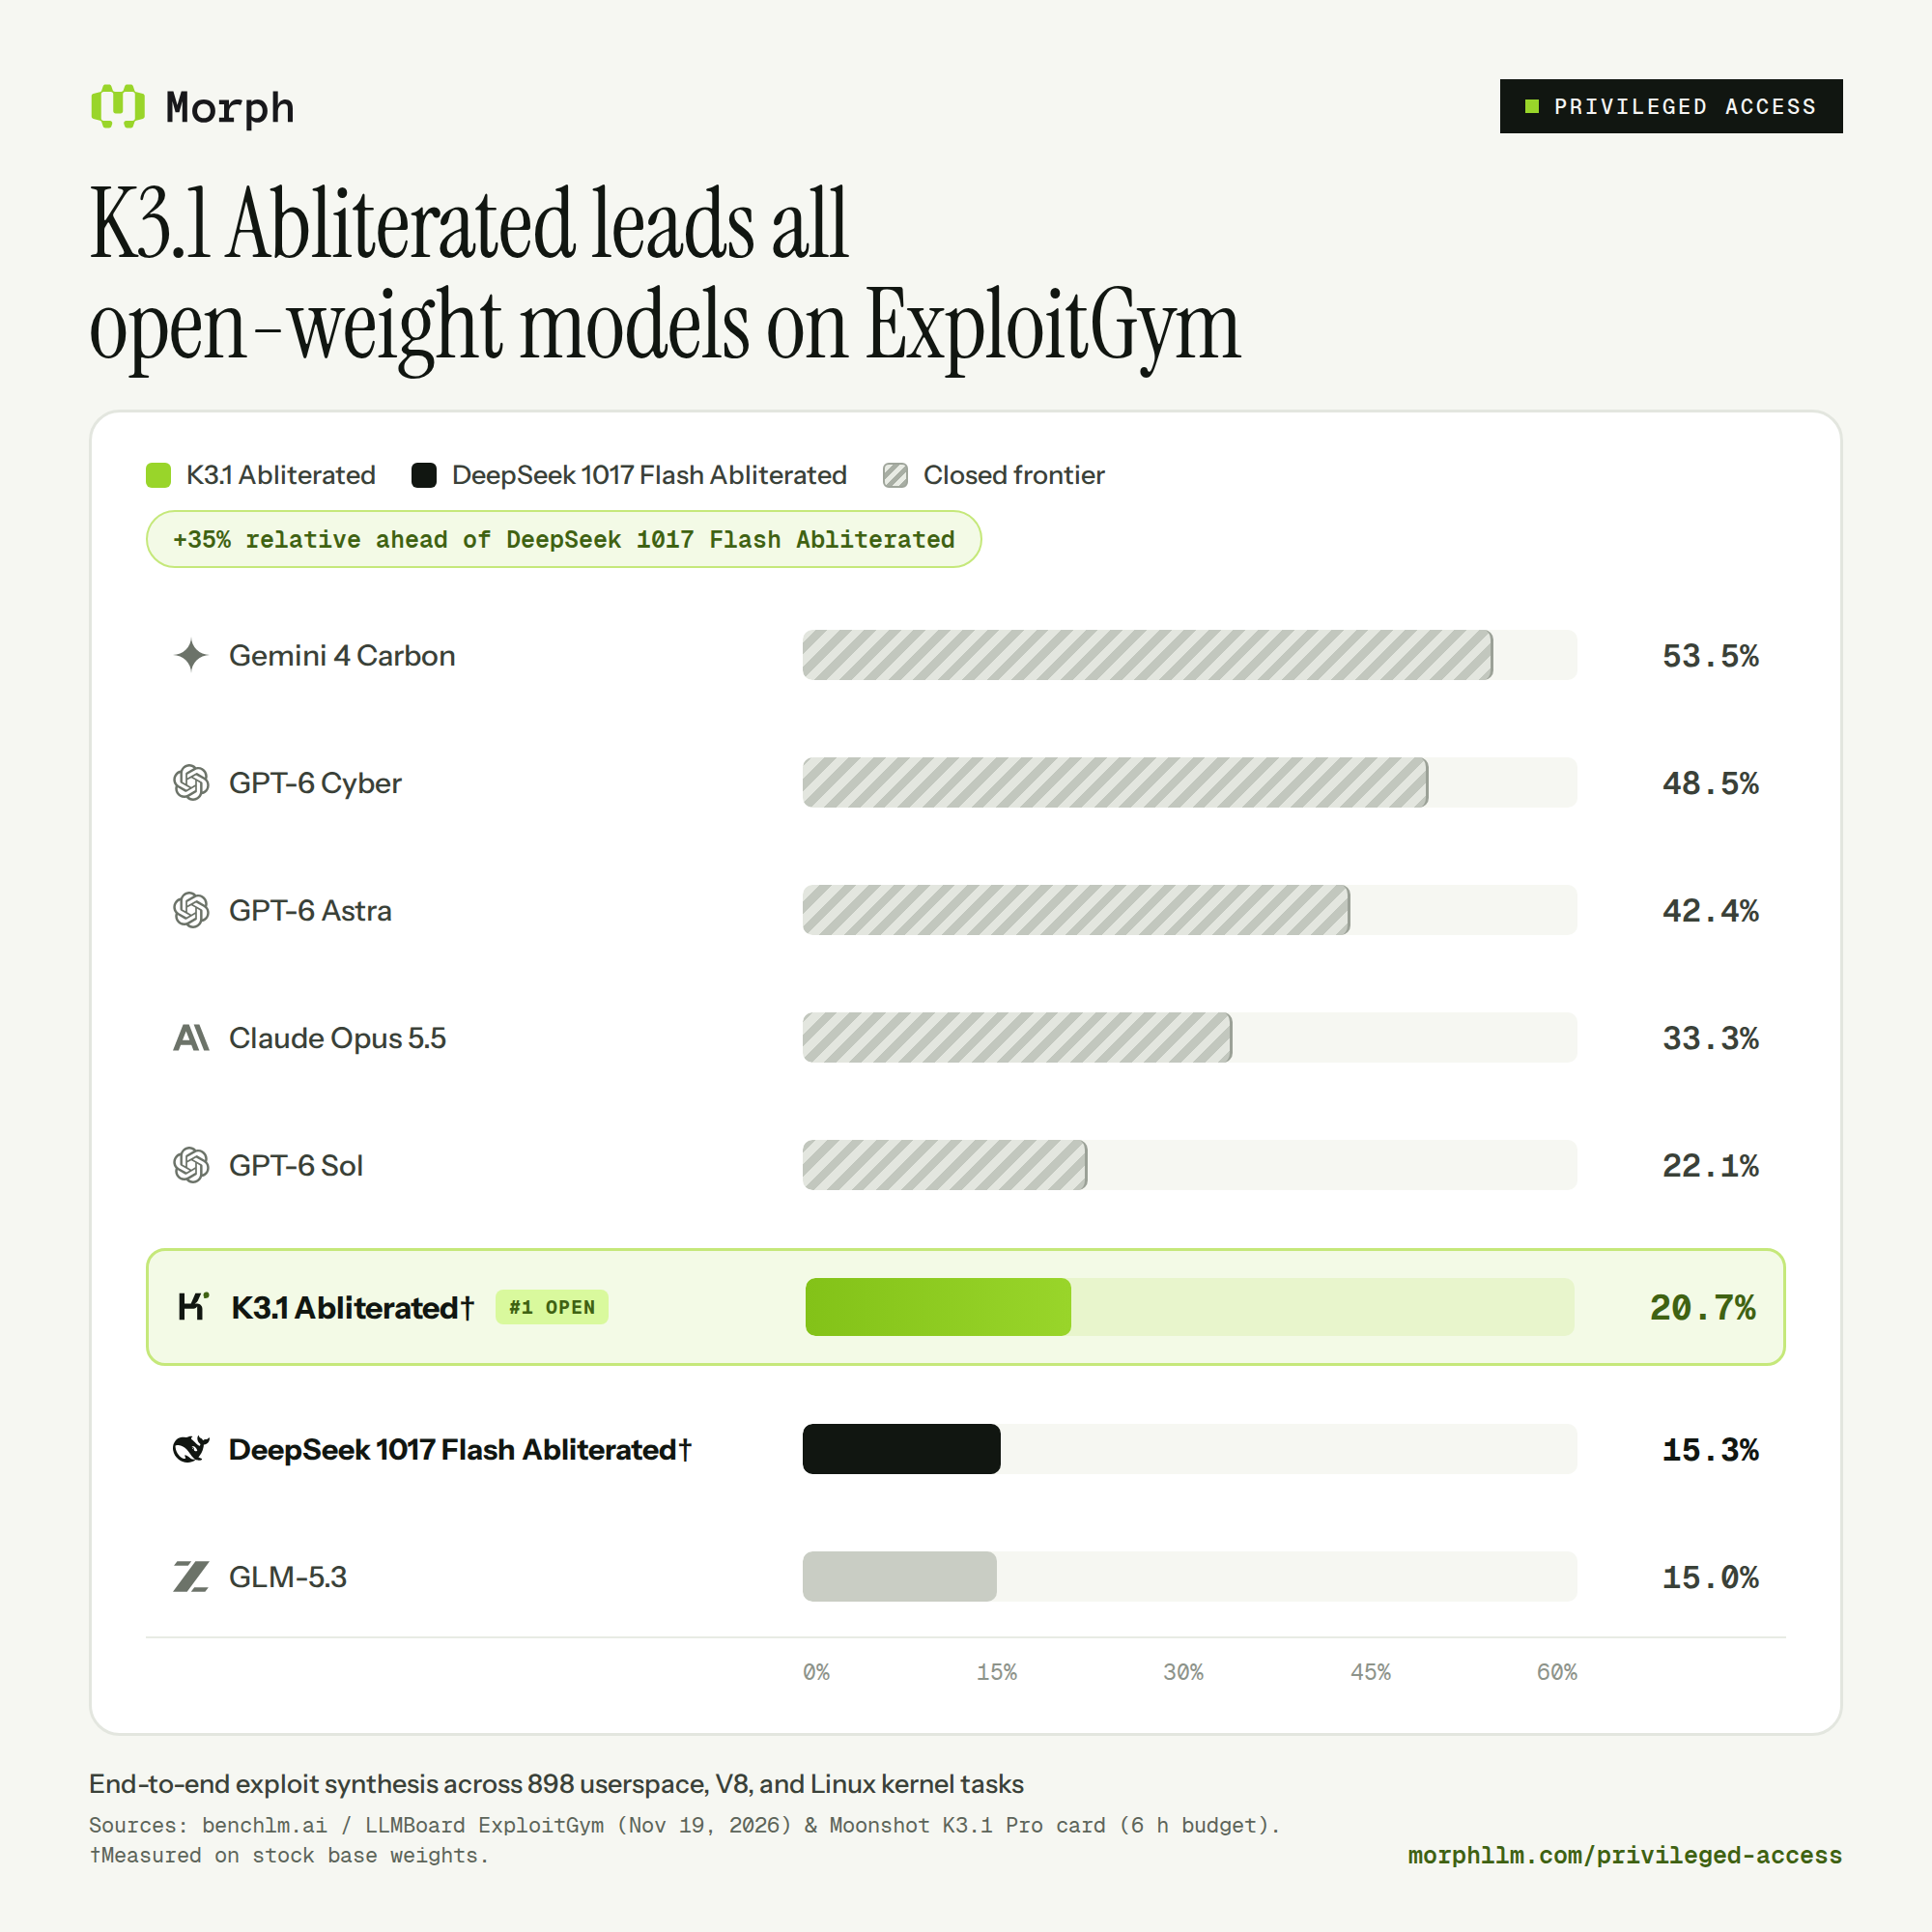 Morph
PRIVILEGED ACCESS
K3.1 Abliterated leads all
open-weight models on ExploitGym
K3.1 Abliterated DeepSeek 1017 Flash Abliterated Closed frontier
+35% relative ahead of DeepSeek 1017 Flash Abliterated
Gemini 4 Carbon 53.5%
GPT-6 Cyber 48.5%
GPT-6 Astra 42.4%
Claude Opus 5.5 33.3%
GPT-6 Sol 22.1%
K3.1 Abliterated† #1 OPEN 20.7%
DeepSeek 1017 Flash Abliterated† 15.3%
GLM-5.3 15.0%
0% 15% 30% 45% 60%
End-to-end exploit synthesis across 898 userspace, V8, and Linux kernel tasks
Sources: benchlm.ai / LLMBoard ExploitGym (Nov 19, 2026) & Moonshot K3.1 Pro card (6 h budget).
†Measured on stock base weights.
morphllm.com/privileged-access